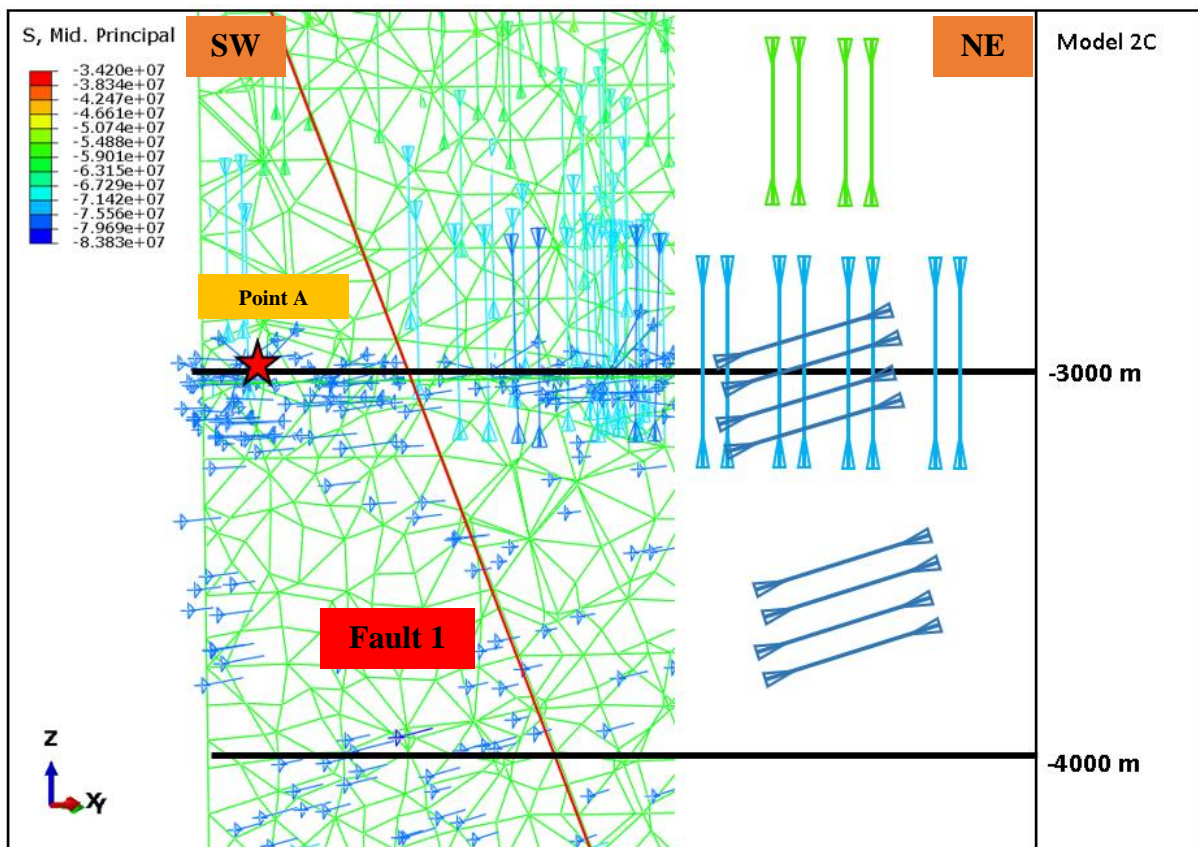 S, Mid. Principal
-3.420e+07
-3.834e+07
-4.247e+07
-4.661e+07
-5.074e+07
-5.488e+07
-5.901e+07
-6.315e+07
-6.729e+07
-7.142e+07
-7.556e+07
-7.969e+07
-8.383e+07
SW
NE
Model 2C
Point A
-3000 m
Fault 1
-4000 m
Z
X
Y